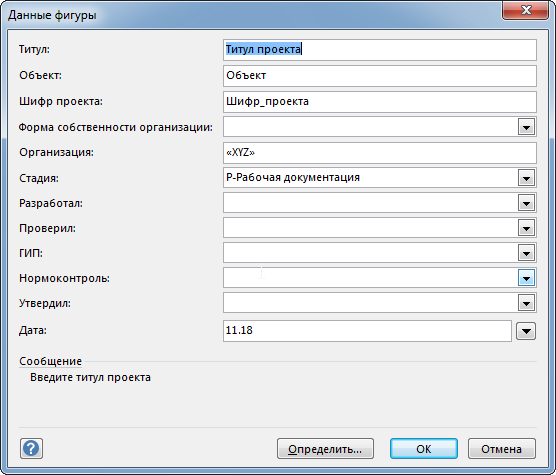 Данные фигуры
Титул: Титул проекта
Объект: Объект
Шифр проекта: Шифр_проекта
Форма собственности организации:
Организация: «XYZ»
Стадия: Р-Рабочая документация
Разработал:
Проверил:
ГИП:
Нормоконтроль:
Утвердил:
Дата: 11.18
Сообщение
Введите титул проекта
? Определить... ОК Отмена